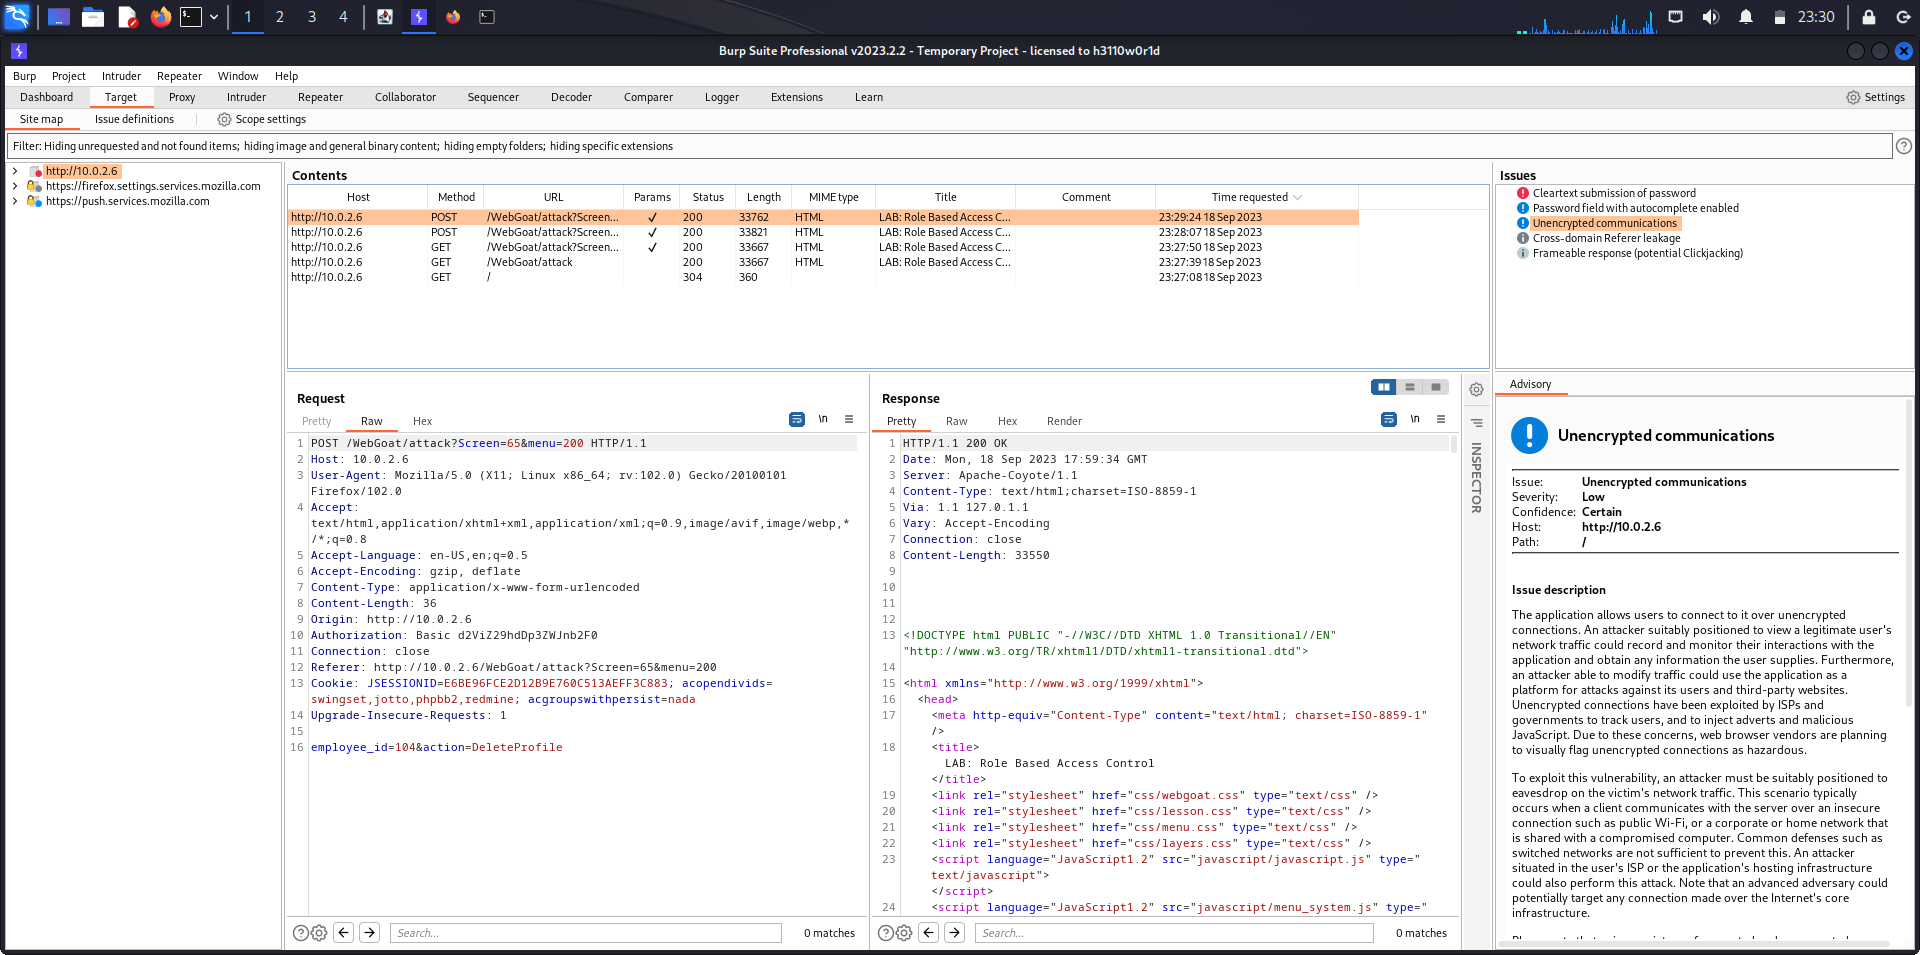 1 2 3 4 23:30
Burp Suite Professional v2023.2.2 - Temporary Project - licensed to h3110w0r1d
Burp Project Intruder Repeater Window Help
Dashboard Target Proxy Intruder Repeater Collaborator Sequencer Decoder Comparer Logger Extensions Learn Settings
Site map Issue definitions Scope settings
Filter: Hiding unrequested and not found items; hiding image and general binary content; hiding empty folders; hiding specific extensions
http://10.0.2.6
https://firefox.settings.services.mozilla.com
https://push.services.mozilla.com
Contents
Host Method URL Params Status Length MIME type Title Comment Time requested
http://10.0.2.6 POST /WebGoat/attack?Screen... ✓ 200 33762 HTML LAB: Role Based Access C... 23:29:24 18 Sep 2023
http://10.0.2.6 POST /WebGoat/attack?Screen... ✓ 200 33821 HTML LAB: Role Based Access C... 23:28:07 18 Sep 2023
http://10.0.2.6 GET /WebGoat/attack?Screen... ✓ 200 33667 HTML LAB: Role Based Access C... 23:27:50 18 Sep 2023
http://10.0.2.6 GET /WebGoat/attack 200 33667 HTML LAB: Role Based Access C... 23:27:39 18 Sep 2023
http://10.0.2.6 GET / 304 360 23:27:08 18 Sep 2023
Issues
Cleartext submission of password
Password field with autocomplete enabled
Unencrypted communications
Cross-domain Referer leakage
Frameable response (potential Clickjacking)
Request
Pretty Raw Hex \n
1 POST /WebGoat/attack?Screen=65&menu=200 HTTP/1.1
2 Host: 10.0.2.6
3 User-Agent: Mozilla/5.0 (X11; Linux x86_64; rv:102.0) Gecko/20100101
Firefox/102.0
4 Accept:
text/html,application/xhtml+xml,application/xml;q=0.9,image/avif,image/webp,*
/*;q=0.8
5 Accept-Language: en-US,en;q=0.5
6 Accept-Encoding: gzip, deflate
7 Content-Type: application/x-www-form-urlencoded
8 Content-Length: 36
9 Origin: http://10.0.2.6
10 Authorization: Basic d2ViZ29hdDp3ZWJnb2F0
11 Connection: close
12 Referer: http://10.0.2.6/WebGoat/attack?Screen=65&menu=200
13 Cookie: JSESSIONID=E6BE96FCE2D12B9E760C513AEFF3C883; acopendivids=
swingset,jotto,phpbb2,redmine; acgroupswithpersist=nada
14 Upgrade-Insecure-Requests: 1
15
16 employee_id=104&action=DeleteProfile
Search... 0 matches
Response
Pretty Raw Hex Render \n
1 HTTP/1.1 200 OK
2 Date: Mon, 18 Sep 2023 17:59:34 GMT
3 Server: Apache-Coyote/1.1
4 Content-Type: text/html;charset=ISO-8859-1
5 Via: 1.1 127.0.1.1
6 Vary: Accept-Encoding
7 Connection: close
8 Content-Length: 33550
9
10
11
12
13 <!DOCTYPE html PUBLIC "-//W3C//DTD XHTML 1.0 Transitional//EN"
"http://www.w3.org/TR/xhtml1/DTD/xhtml1-transitional.dtd">
14
15 <html xmlns="http://www.w3.org/1999/xhtml">
16 <head>
17 <meta http-equiv="Content-Type" content="text/html; charset=ISO-8859-1"
/>
18 <title>
LAB: Role Based Access Control
</title>
19 <link rel="stylesheet" href="css/webgoat.css" type="text/css" />
20 <link rel="stylesheet" href="css/lesson.css" type="text/css" />
21 <link rel="stylesheet" href="css/menu.css" type="text/css" />
22 <link rel="stylesheet" href="css/layers.css" type="text/css" />
23 <script language="JavaScript1.2" src="javascript/javascript.js" type="
text/javascript">
</script>
24 <script language="JavaScript1.2" src="javascript/menu_system.js" type="
Search... 0 matches
INSPECTOR
Advisory
Unencrypted communications
Issue: Unencrypted communications
Severity: Low
Confidence: Certain
Host: http://10.0.2.6
Path: /
Issue description
The application allows users to connect to it over unencrypted
connections. An attacker suitably positioned to view a legitimate user's
network traffic could record and monitor their interactions with the
application and obtain any information the user supplies. Furthermore,
an attacker able to modify traffic could use the application as a
platform for attacks against its users and third-party websites.
Unencrypted connections have been exploited by ISPs and
governments to track users, and to inject adverts and malicious
JavaScript. Due to these concerns, web browser vendors are planning
to visually flag unencrypted connections as hazardous.
To exploit this vulnerability, an attacker must be suitably positioned to
eavesdrop on the victim's network traffic. This scenario typically
occurs when a client communicates with the server over an insecure
connection such as public Wi-Fi, or a corporate or home network that
is shared with a compromised computer. Common defenses such as
switched networks are not sufficient to prevent this. An attacker
situated in the user's ISP or the application's hosting infrastructure
could also perform this attack. Note that an advanced adversary could
potentially target any connection made over the Internet's core
infrastructure.